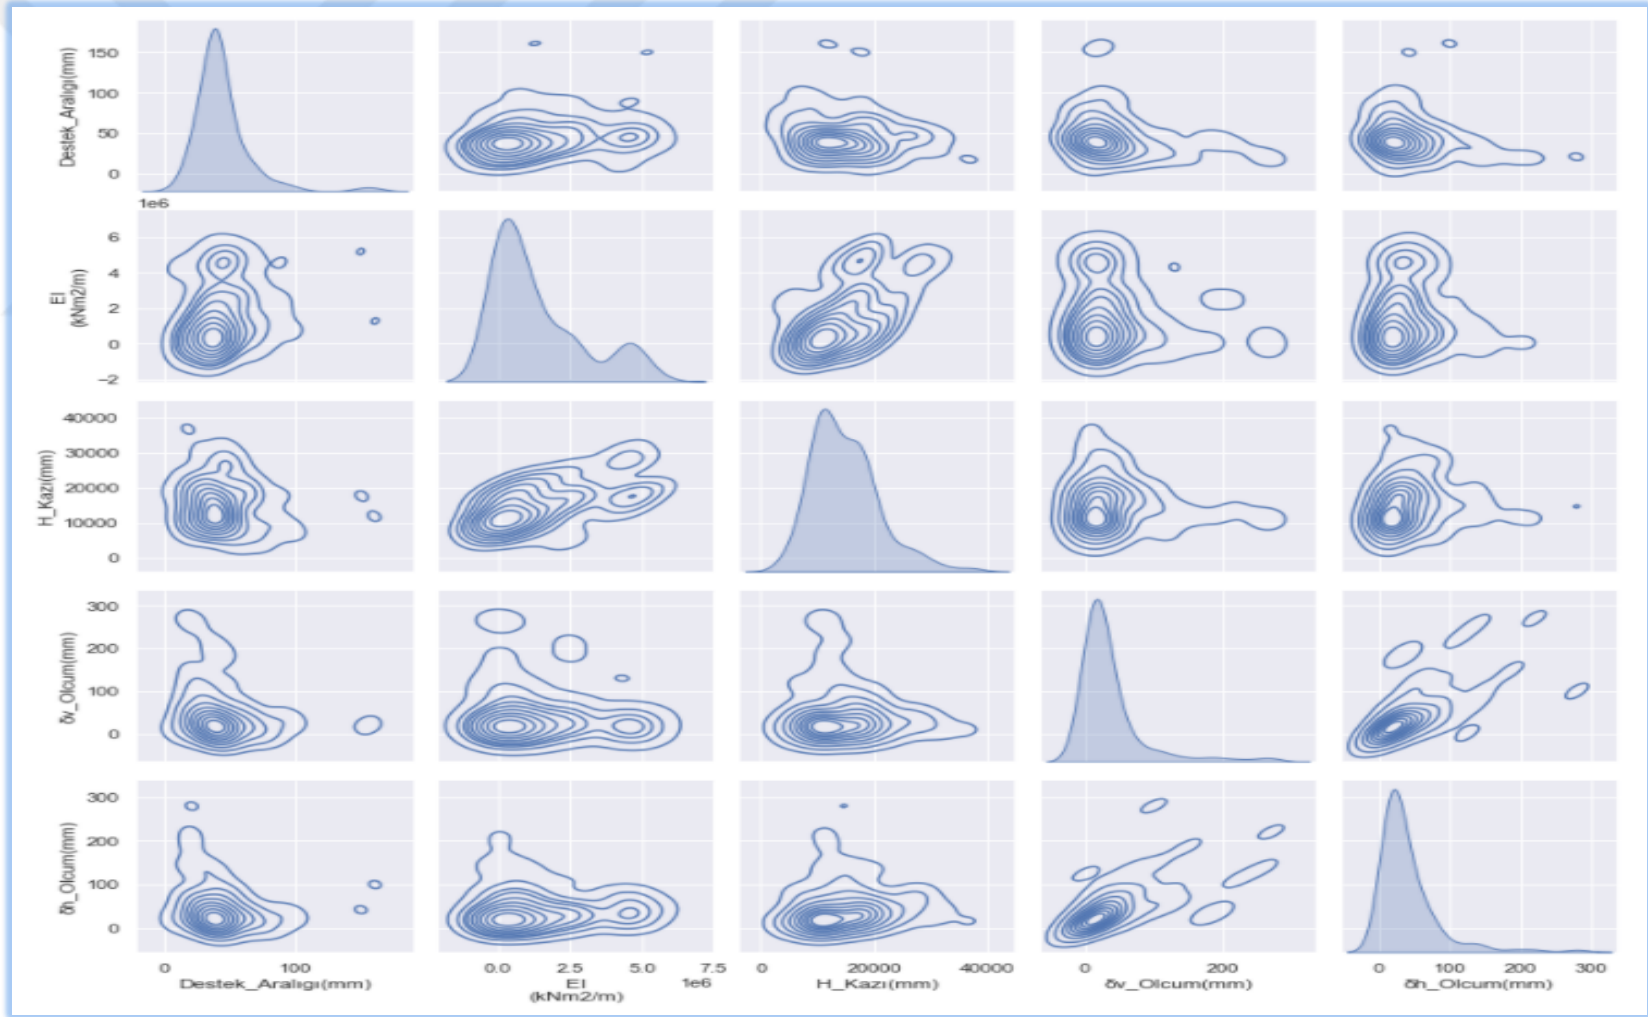 Destek_Aralıgı(mm)
150
100
50
0
1e6
EI
(kNm2/m)
6
4
2
0
−2
H_Kazı(mm)
40000
30000
20000
10000
0
δv_Olcum(mm)
300
200
100
0
δh_Olcum(mm)
300
200
100
0
0 100
Destek_Aralıgı(mm)
0.0 2.5 5.0 7.5
EI
(kNm2/m)
1e6
0 20000 40000
H_Kazı(mm)
0 200
δv_Olcum(mm)
0 100 200 300
δh_Olcum(mm)